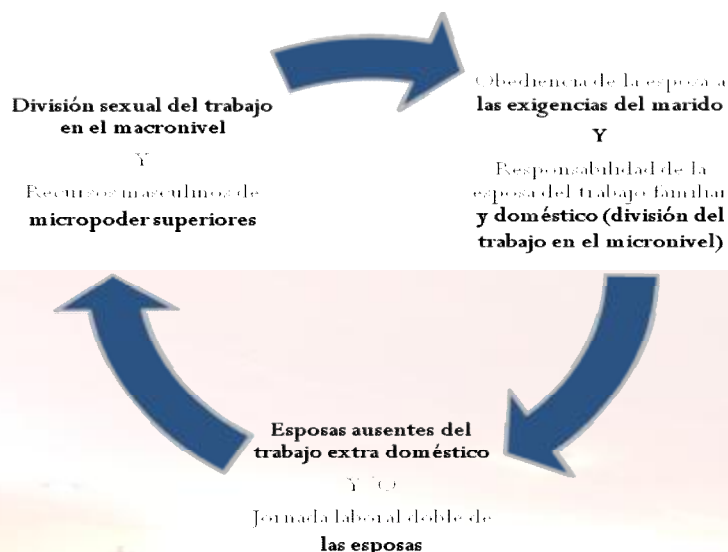 División sexual del trabajo
en el macronivel
Y
Recursos masculinos de
micropoder superiores
Obediencia de la esposa a
las exigencias del marido
Y
Responsabilidad de la
esposa del trabajo familiar
y doméstico (división del
trabajo en el micronivel)
Esposas ausentes del
trabajo extra doméstico
Y/O
Jornada laboral doble de
las esposas